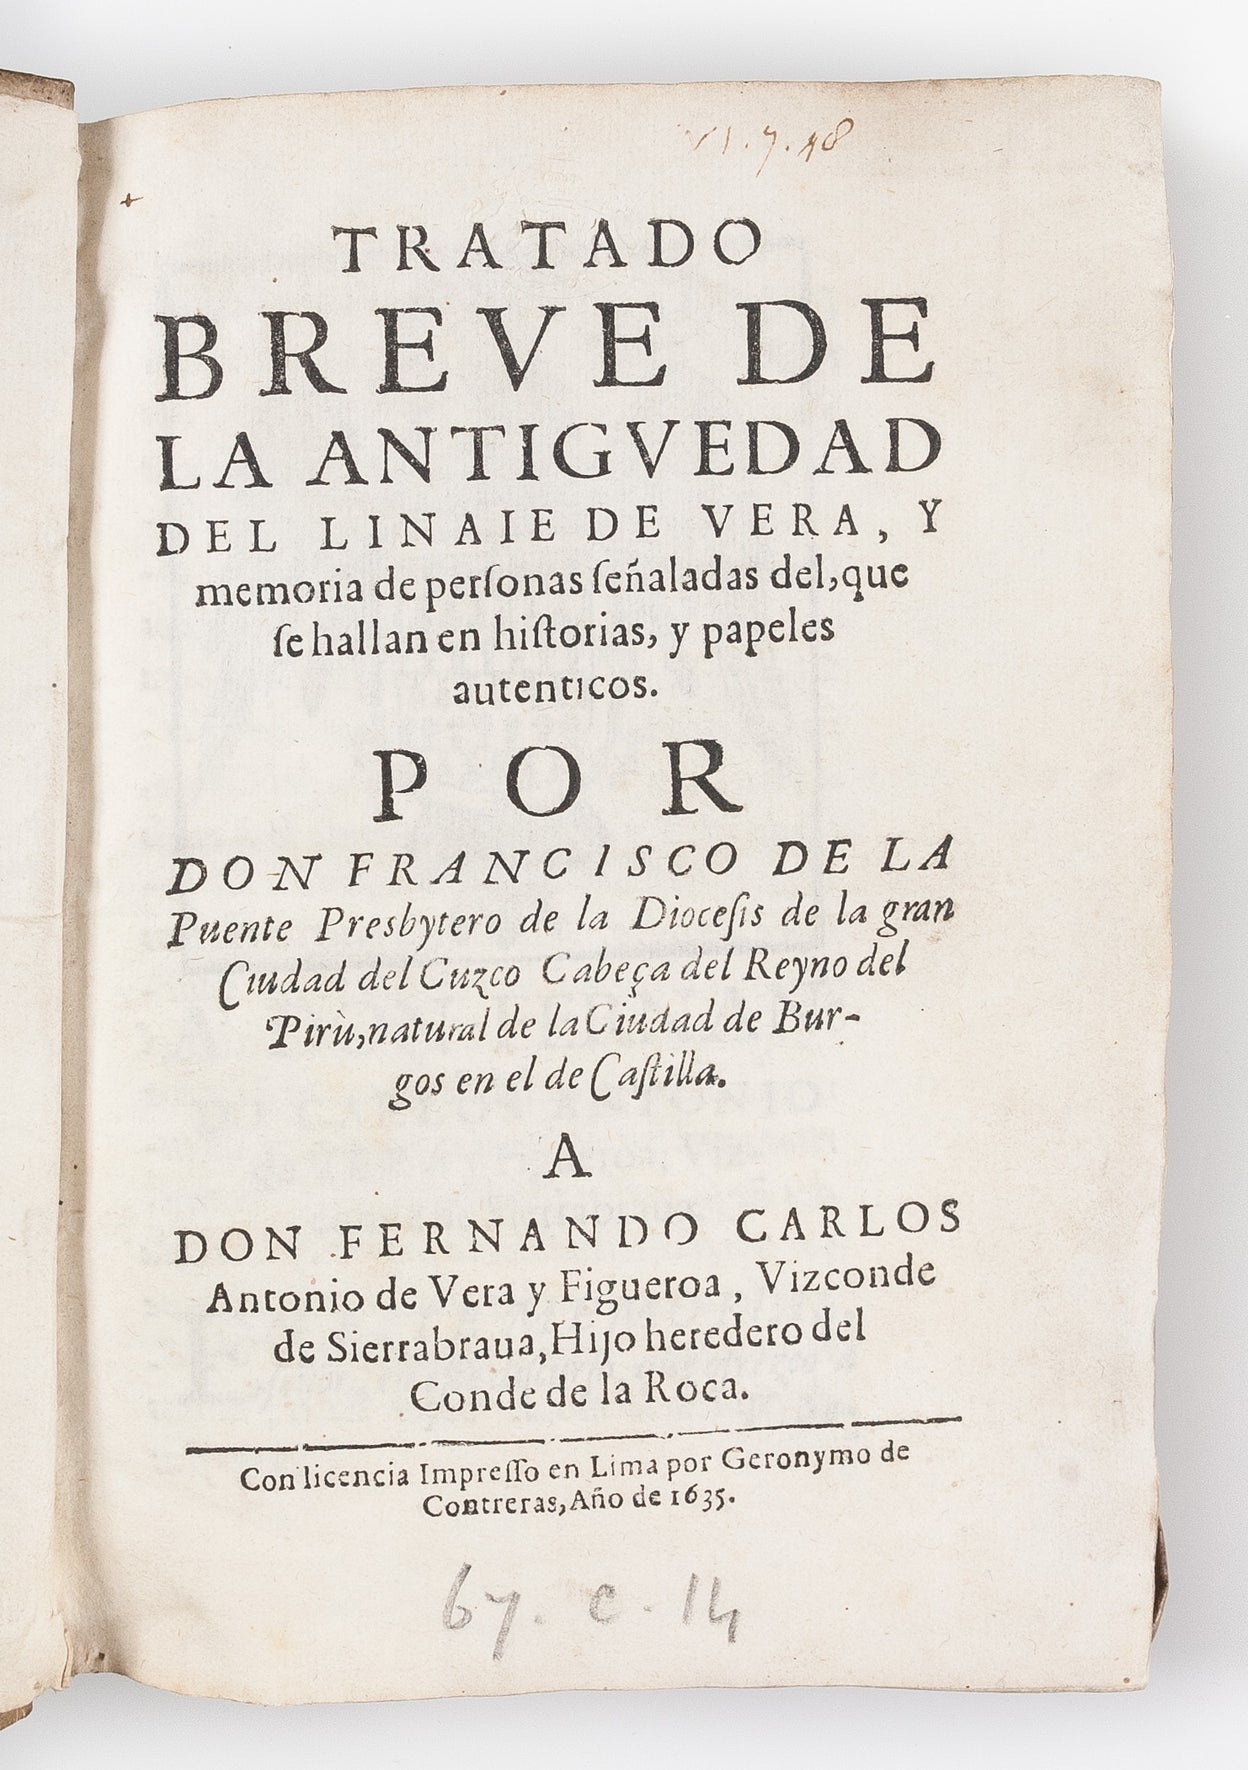 VI.7.48
TRATADO
BREVE DE
LA ANTIGVEDAD
DEL LINAIE DE VERA, Y
memoria de perſonas ſeñaladas del, que
ſe hallan en hiſtorias, y papeles
autenticos.
POR
DON FRANCISCO DE LA
Puente Presbytero de la Dioceſis de la gran
Ciudad del Cuzco Cabeça del Reyno del
Pirù, natural de la Ciudad de Bur-
gos en el de Caſtilla.
A
DON FERNANDO CARLOS
Antonio de Vera y Figueroa, Vizconde
de Sierrabraua, Hijo heredero del
Conde de la Roca.
Con licencia Impreſſo en Lima por Geronymo de
Contreras, Año de 1635.
67. c. 14